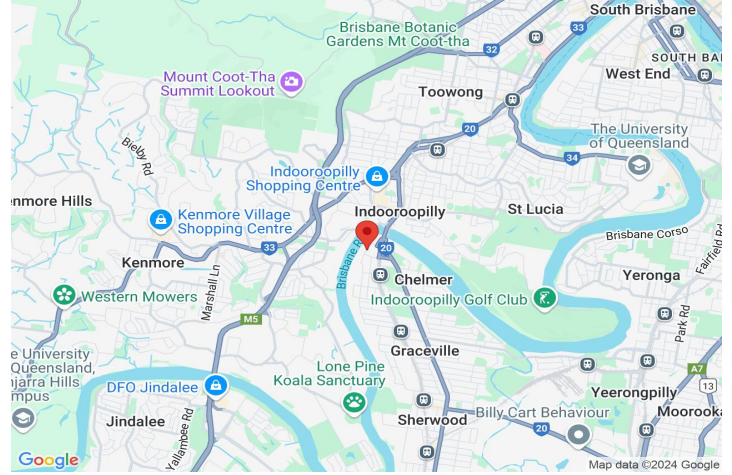 South Brisbane
Brisbane Botanic
Gardens Mt Coot-tha
33
32
SOUTH BA
West End
Mount Coot-Tha
Summit Lookout
Toowong
20
The University
of Queensland
Bielby Rd
34
Indooroopilly
Shopping Centre
enmore Hills
Indooroopilly
St Lucia
Kenmore Village
Shopping Centre
Brisbane Corso
Fairfield Rd
33
Brisbane R
20
Kenmore
Chelmer
Yeronga
Marshall Ln
Western Mowers
Indooroopilly Golf Club
M5
Park Rd
Graceville
e University
Queensland,
njarra Hills
mpus
Lone Pine
Koala Sanctuary
A7
DFO Jindalee
13
Yeerongpilly
Jindalee
Yallambee Rd
Sherwood
Billy Cart Behaviour
Moorooka
20
Google
Map data ©2024 Google